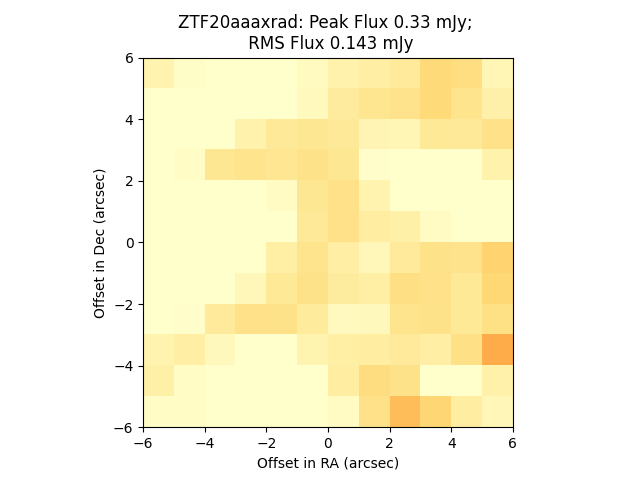 ZTF20aaaxrad: Peak Flux 0.33 mJy;
RMS Flux 0.143 mJy
6
4
2
0
−2
−4
−6
Offset in Dec (arcsec)
−6 −4 −2 0 2 4 6
Offset in RA (arcsec)